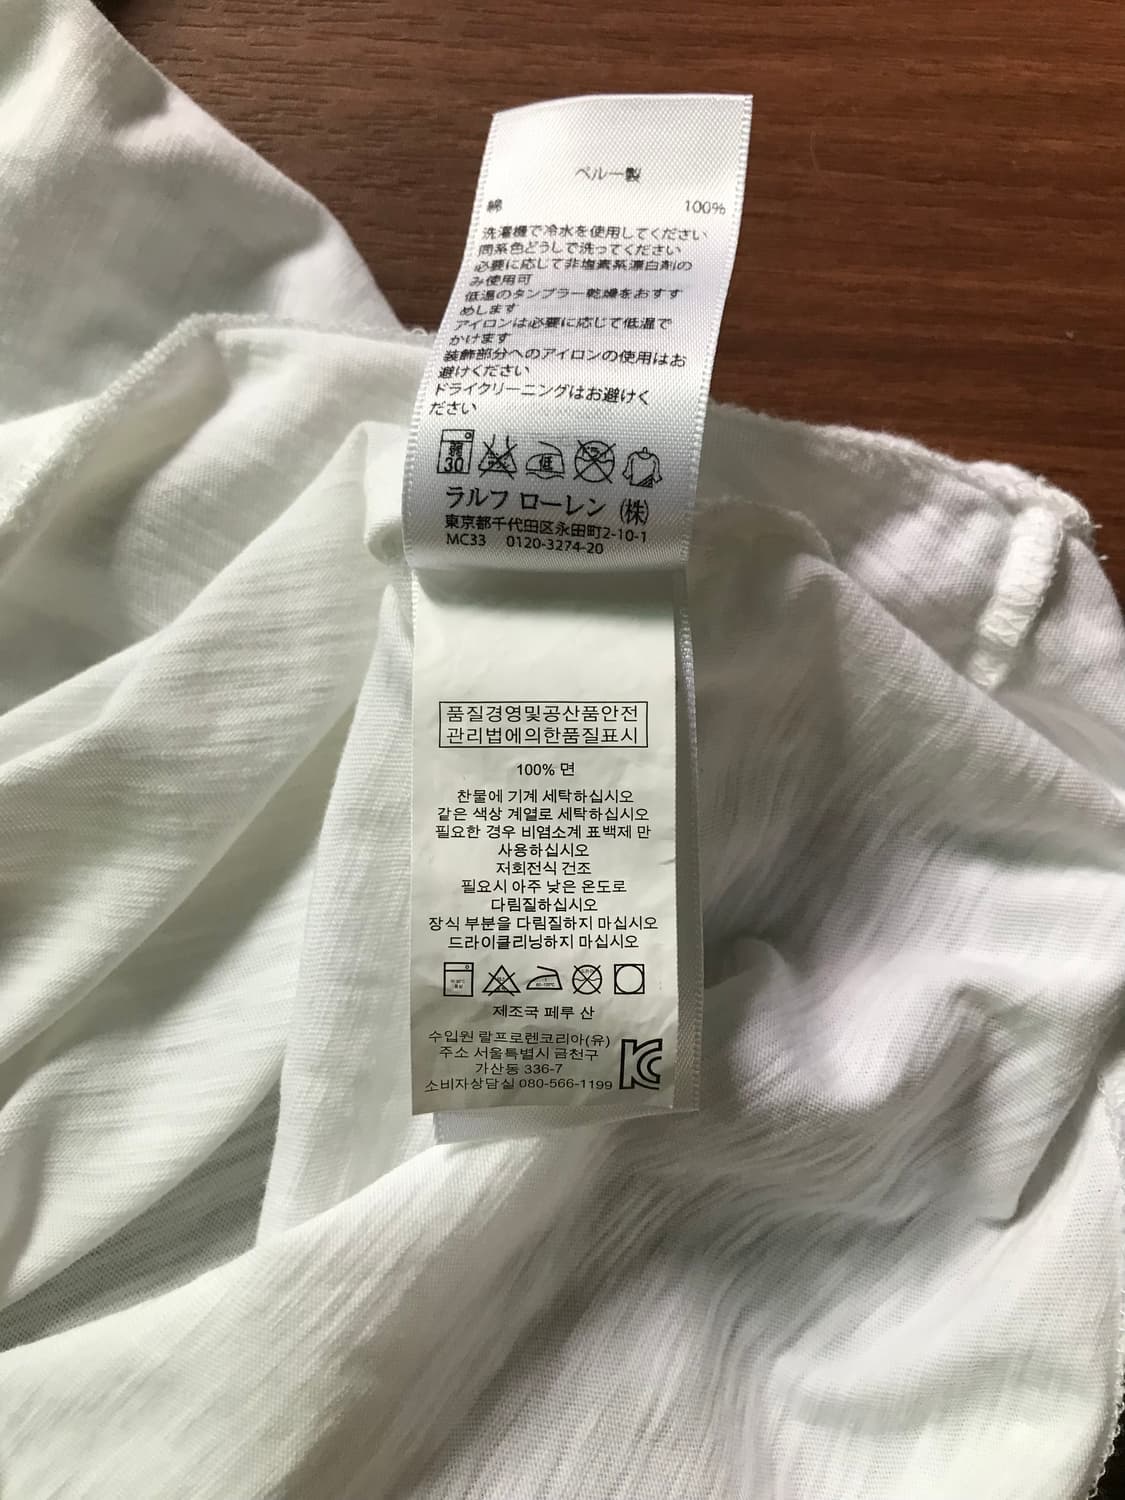 ペルー製
綿 100%
洗濯機で冷水を使用してください
同系色どうしで洗ってください
必要に応じて非塩素系漂白剤の
み使用可
低温のタンブラー乾燥をおすす
めします
アイロンは必要に応じて低温で
かけます
装飾部分へのアイロンの使用はお
避けください
ドライクリーニングはお避けく
ださい
弱
30
低
ラルフ ローレン (株)
東京都千代田区永田町2-10-1
MC33 0120-3274-20
품질경영및공산품안전
관리법에의한품질표시
100% 면
찬물에 기계 세탁하십시오
같은 색상 계열로 세탁하십시오
필요한 경우 비염소계 표백제 만
사용하십시오
저회전식 건조
필요시 아주 낮은 온도로
다림질하십시오
장식 부분을 다림질하지 마십시오
드라이클리닝하지 마십시오
제조국 페루 산
수입원 랄프로렌코리아(유)
주소 서울특별시 금천구
가산동 336-7
소비자상담실 080-566-1199
KC